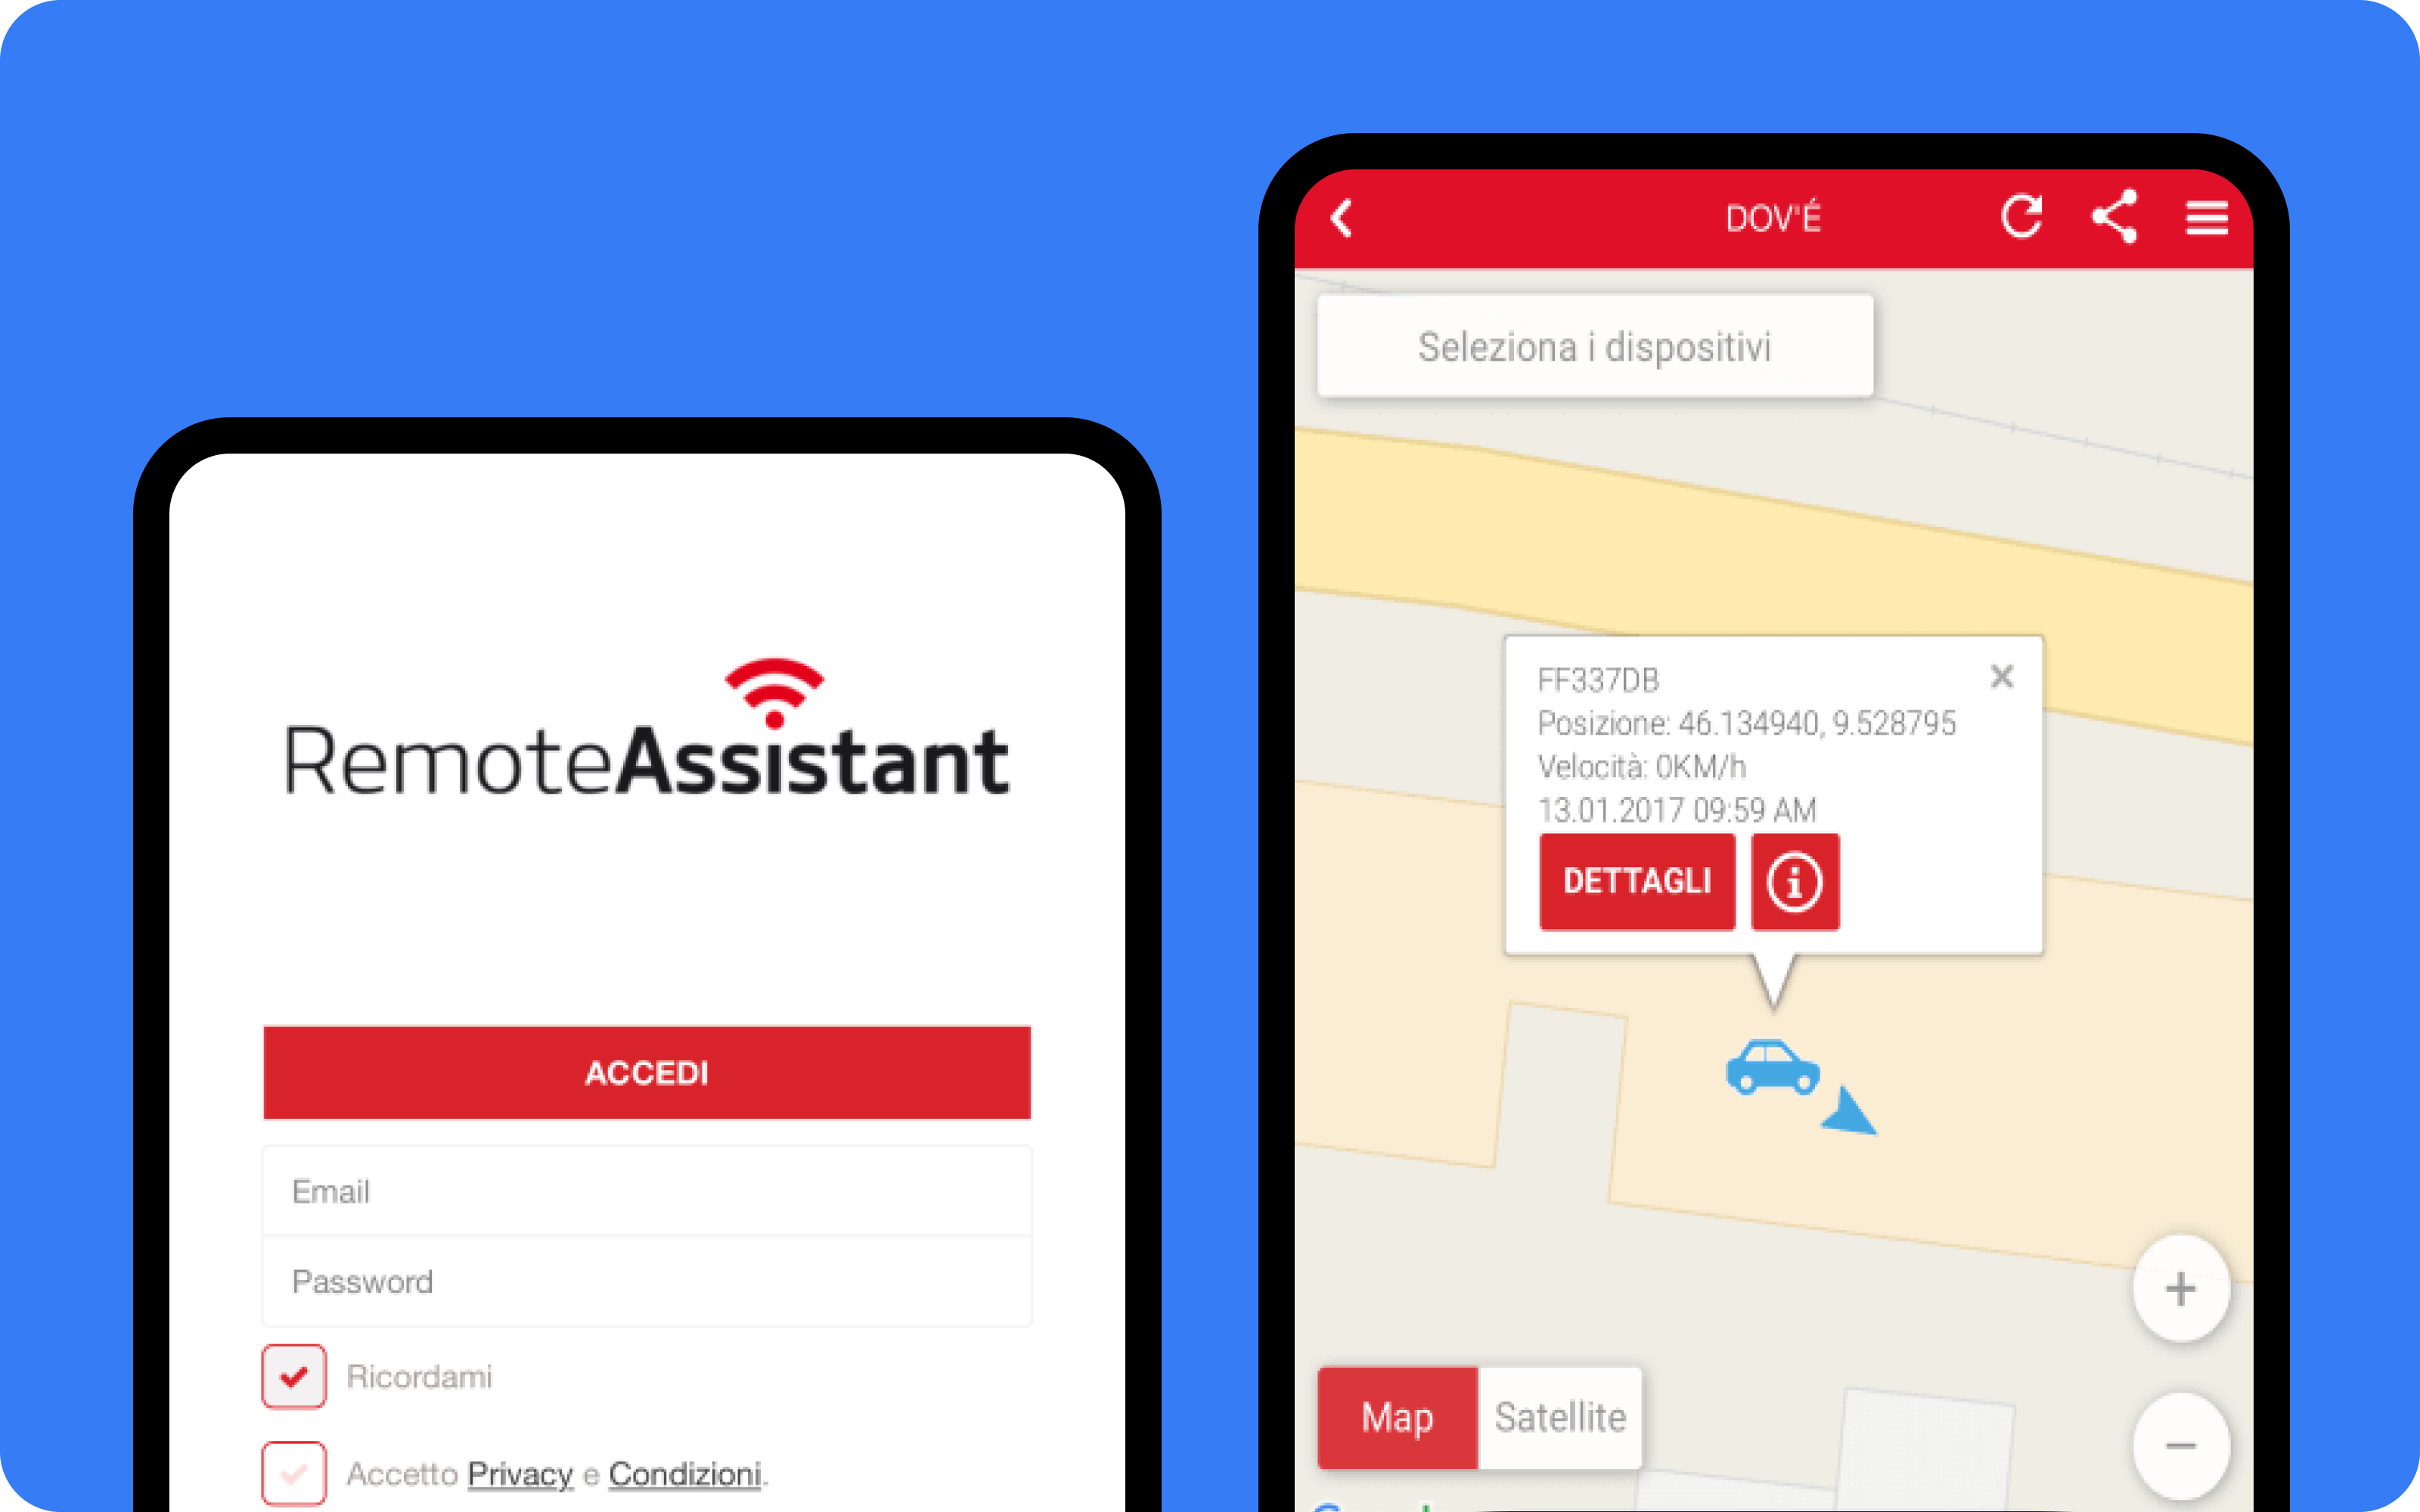 RemoteAssistant
ACCEDI
Email
Password
Ricordami
Accetto Privacy e Condizioni.
DOV'É
Seleziona i dispositivi
FF337DB
Posizione: 46.134940, 9.528795
Velocità: 0KM/h
13.01.2017 09:59 AM
DETTAGLI
Map Satellite